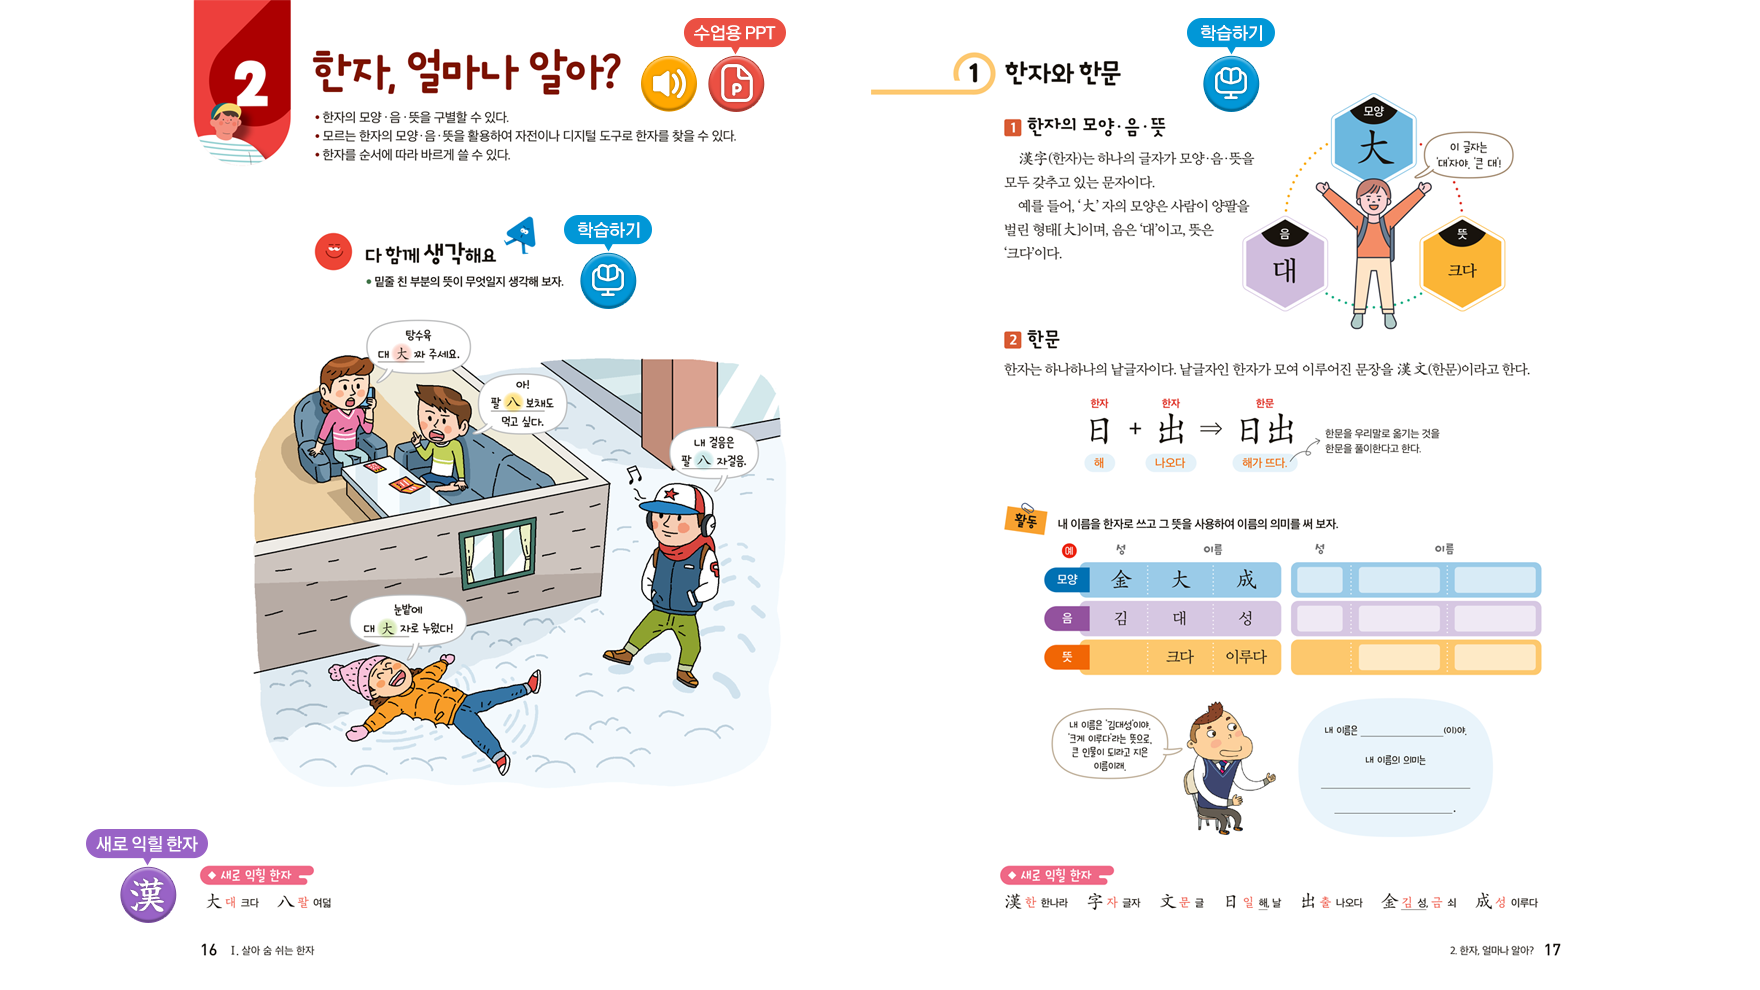 2
한자, 얼마나 알아?
수업용 PPT
P
• 한자의 모양·음·뜻을 구별할 수 있다.
• 모르는 한자의 모양·음·뜻을 활용하여 자전이나 디지털 도구로 한자를 찾을 수 있다.
• 한자를 순서에 따라 바르게 쓸 수 있다.
다 함께 생각해요
학습하기
• 밑줄 친 부분의 뜻이 무엇일지 생각해 보자.
탕수육
대 大 짜 주세요.
아!
팔 八 보채도
먹고 싶다.
내 걸음은
팔 八 자걸음.
눈밭에
대 大 자로 누웠다!
새로 익힐 한자
漢
◆ 새로 익힐 한자
大 대 크다 八 팔 여덟
16 Ⅰ. 살아 숨 쉬는 한자
학습하기
1 한자와 한문
1 한자의 모양·음·뜻
漢字(한자)는 하나의 글자가 모양·음·뜻을
모두 갖추고 있는 문자이다.
예를 들어, ‘大’ 자의 모양은 사람이 양팔을
벌린 형태[大]이며, 음은 ‘대’이고, 뜻은
‘크다’이다.
모양
大
이 글자는
‘대’자야. ‘큰 대’!
음
대
뜻
크다
2 한문
한자는 하나하나의 낱글자이다. 낱글자인 한자가 모여 이루어진 문장을 漢文(한문)이라고 한다.
한자 한자 한문
日 + 出 ⇒ 日出
해 나오다 해가 뜨다.
한문을 우리말로 옮기는 것을
한문을 풀이한다고 한다.
활동 내 이름을 한자로 쓰고 그 뜻을 사용하여 이름의 의미를 써 보자.
예 성 이름 성 이름
모양 金 大 成
음 김 대 성
뜻 크다 이루다
내 이름은 ‘김대성’이야.
‘크게 이루다’라는 뜻으로,
큰 인물이 되라고 지은
이름이래.
내 이름은 ____________(이)야.
내 이름의 의미는
____________
____________.
◆ 새로 익힐 한자
漢 한 한나라 字 자 글자 文 문 글 日 일 해, 날 出 출 나오다 金 김 성, 금 쇠 成 성 이루다
2. 한자, 얼마나 알아? 17